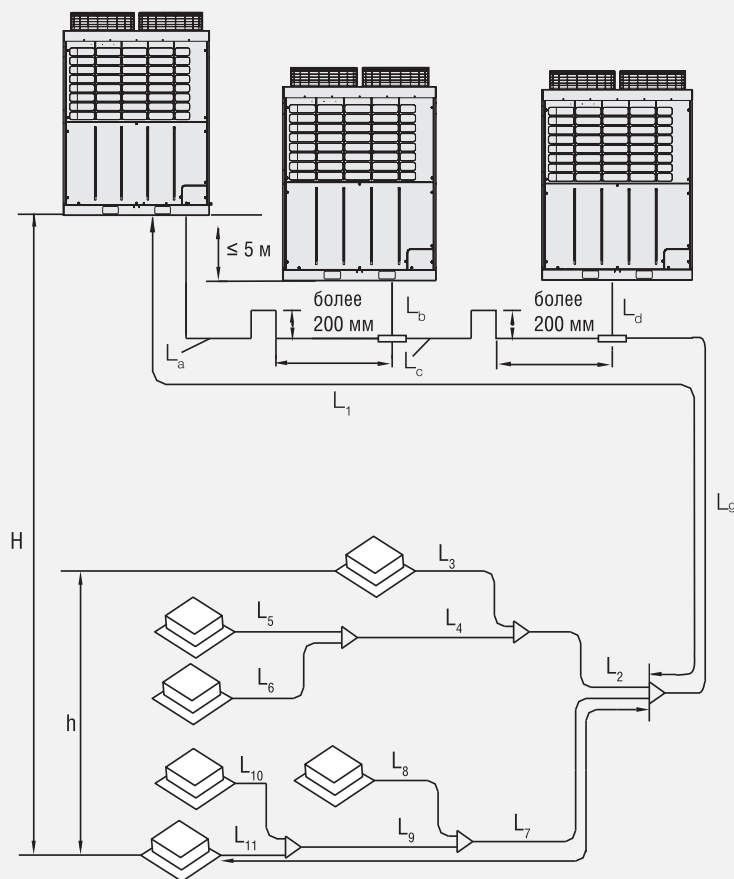 ≤ 5 м
более
200 мм
L_b
более
200 мм
L_d
L_a
L_c
L_1
L_g
H
L_3
L_5
L_4
L_6
L_2
h
L_10
L_8
L_11
L_9
L_7